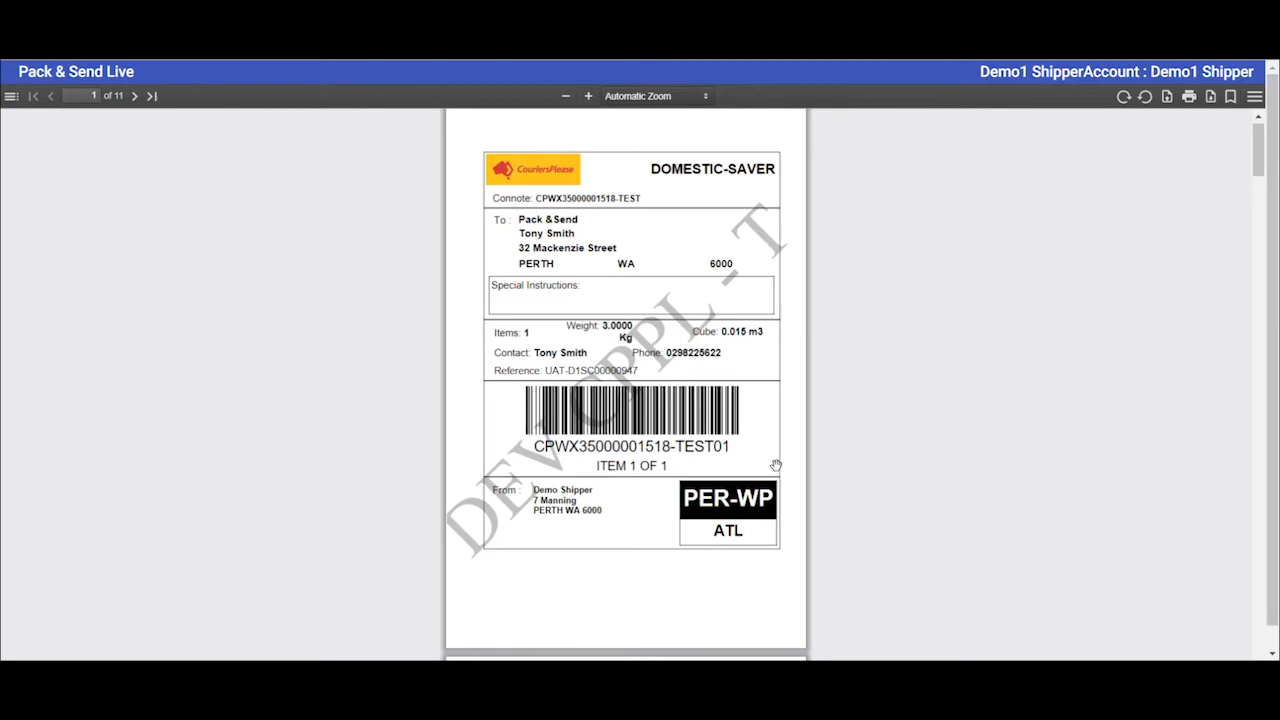 Pack & Send Live
Demo1 ShipperAccount : Demo1 Shipper
1 of 11
Automatic Zoom
CouriersPlease
DOMESTIC-SAVER
Connote: CPWX35000001518-TEST
To : Pack &Send
Tony Smith
32 Mackenzie Street
PERTH WA 6000
Special Instructions:
Items: 1 Weight: 3.0000 Kg Cube: 0.015 m3
Contact: Tony Smith Phone: 0298225622
Reference: UAT-D1SC00000947
CPWX35000001518-TEST01
ITEM 1 OF 1
From : Demo Shipper
7 Manning
PERTH WA 6000
PER-WP
ATL
DEV CPPL - T